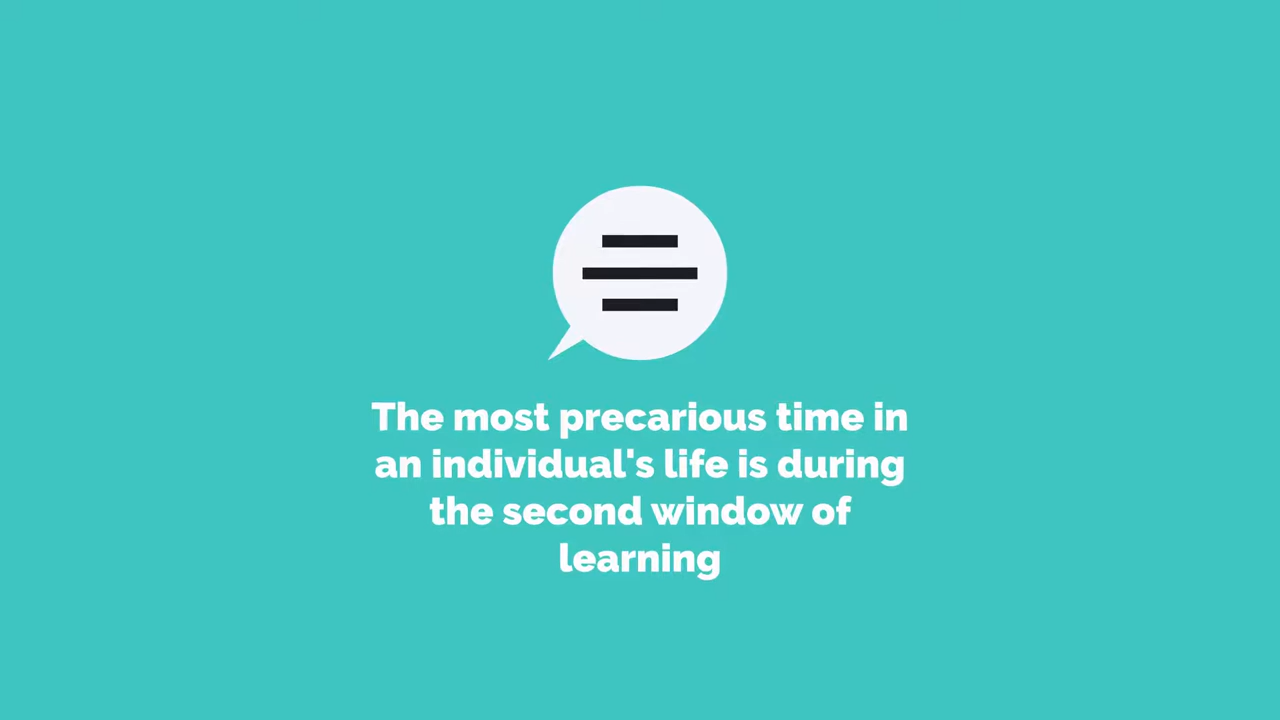 The most precarious time in
an individual's life is during
the second window of
learning